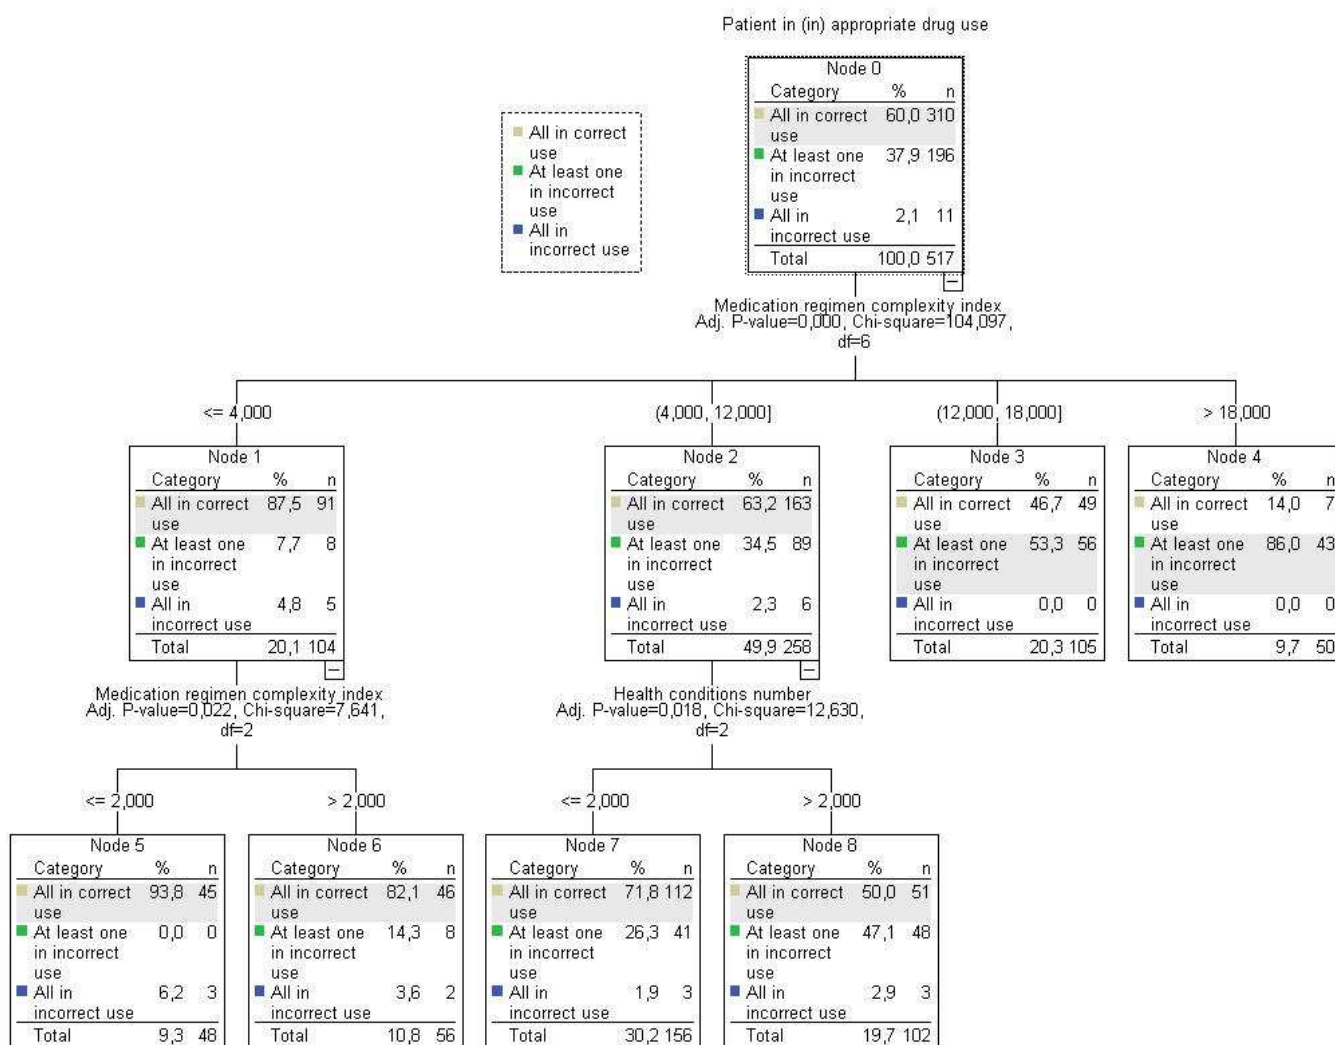 Patient in (in) appropriate drug use
All in correct
use
At least one
in incorrect
use
All in
incorrect use
Node 0
Category % n
All in correct 60,0 310
use
At least one 37,9 196
in incorrect
use
All in 2,1 11
incorrect use
Total 100,0 517
Medication regimen complexity index
Adj. P-value=0,000, Chi-square=104,097,
df=6
<= 4,000
(4,000, 12,000]
(12,000, 18,000]
> 18,000
Node 1
Category % n
All in correct 87,5 91
use
At least one 7,7 8
in incorrect
use
All in 4,8 5
incorrect use
Total 20,1 104
Node 2
Category % n
All in correct 63,2 163
use
At least one 34,5 89
in incorrect
use
All in 2,3 6
incorrect use
Total 49,9 258
Node 3
Category % n
All in correct 46,7 49
use
At least one 53,3 56
in incorrect
use
All in 0,0 0
incorrect use
Total 20,3 105
Node 4
Category % n
All in correct 14,0 7
use
At least one 86,0 43
in incorrect
use
All in 0,0 0
incorrect use
Total 9,7 50
Medication regimen complexity index
Adj. P-value=0,022, Chi-square=7,641,
df=2
Health conditions number
Adj. P-value=0,018, Chi-square=12,630,
df=2
<= 2,000
> 2,000
<= 2,000
> 2,000
Node 5
Category % n
All in correct 93,8 45
use
At least one 0,0 0
in incorrect
use
All in 6,2 3
incorrect use
Total 9,3 48
Node 6
Category % n
All in correct 82,1 46
use
At least one 14,3 8
in incorrect
use
All in 3,6 2
incorrect use
Total 10,8 56
Node 7
Category % n
All in correct 71,8 112
use
At least one 26,3 41
in incorrect
use
All in 1,9 3
incorrect use
Total 30,2 156
Node 8
Category % n
All in correct 50,0 51
use
At least one 47,1 48
in incorrect
use
All in 2,9 3
incorrect use
Total 19,7 102